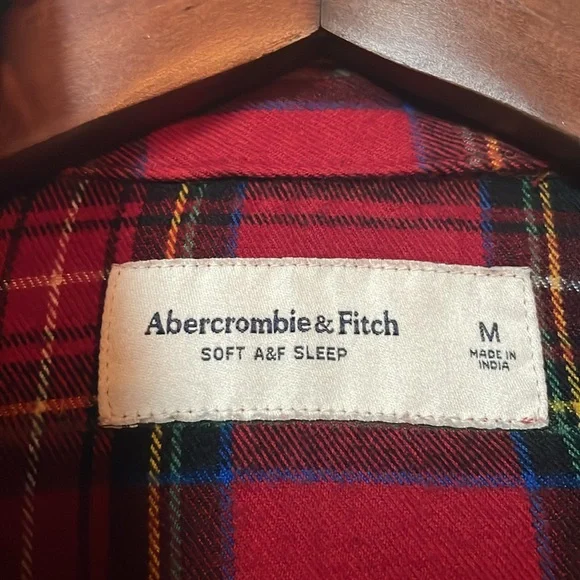 Abercrombie & Fitch
SOFT A&F SLEEP
M
MADE IN
INDIA